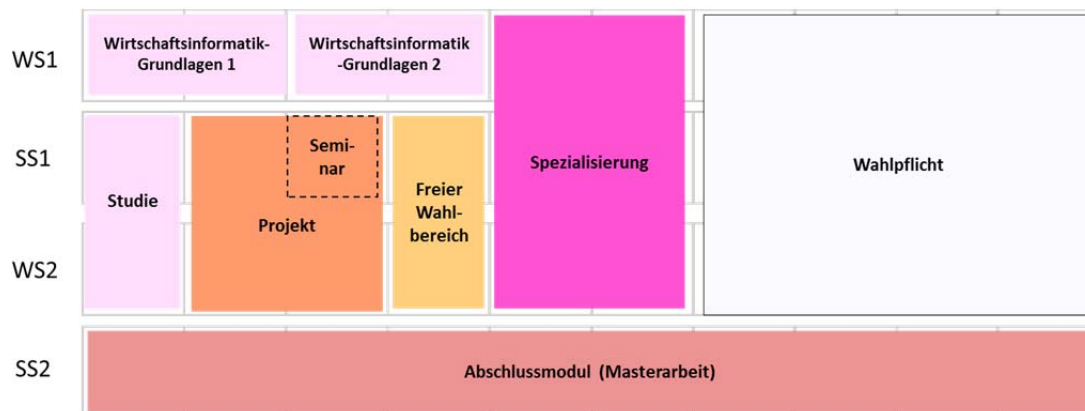 WS1
Wirtschaftsinformatik-
Grundlagen 1
Wirtschaftsinformatik
-Grundlagen 2
SS1
Studie
Semi-
nar
Projekt
Freier
Wahl-
bereich
Spezialisierung
Wahlpflicht
WS2
SS2
Abschlussmodul (Masterarbeit)